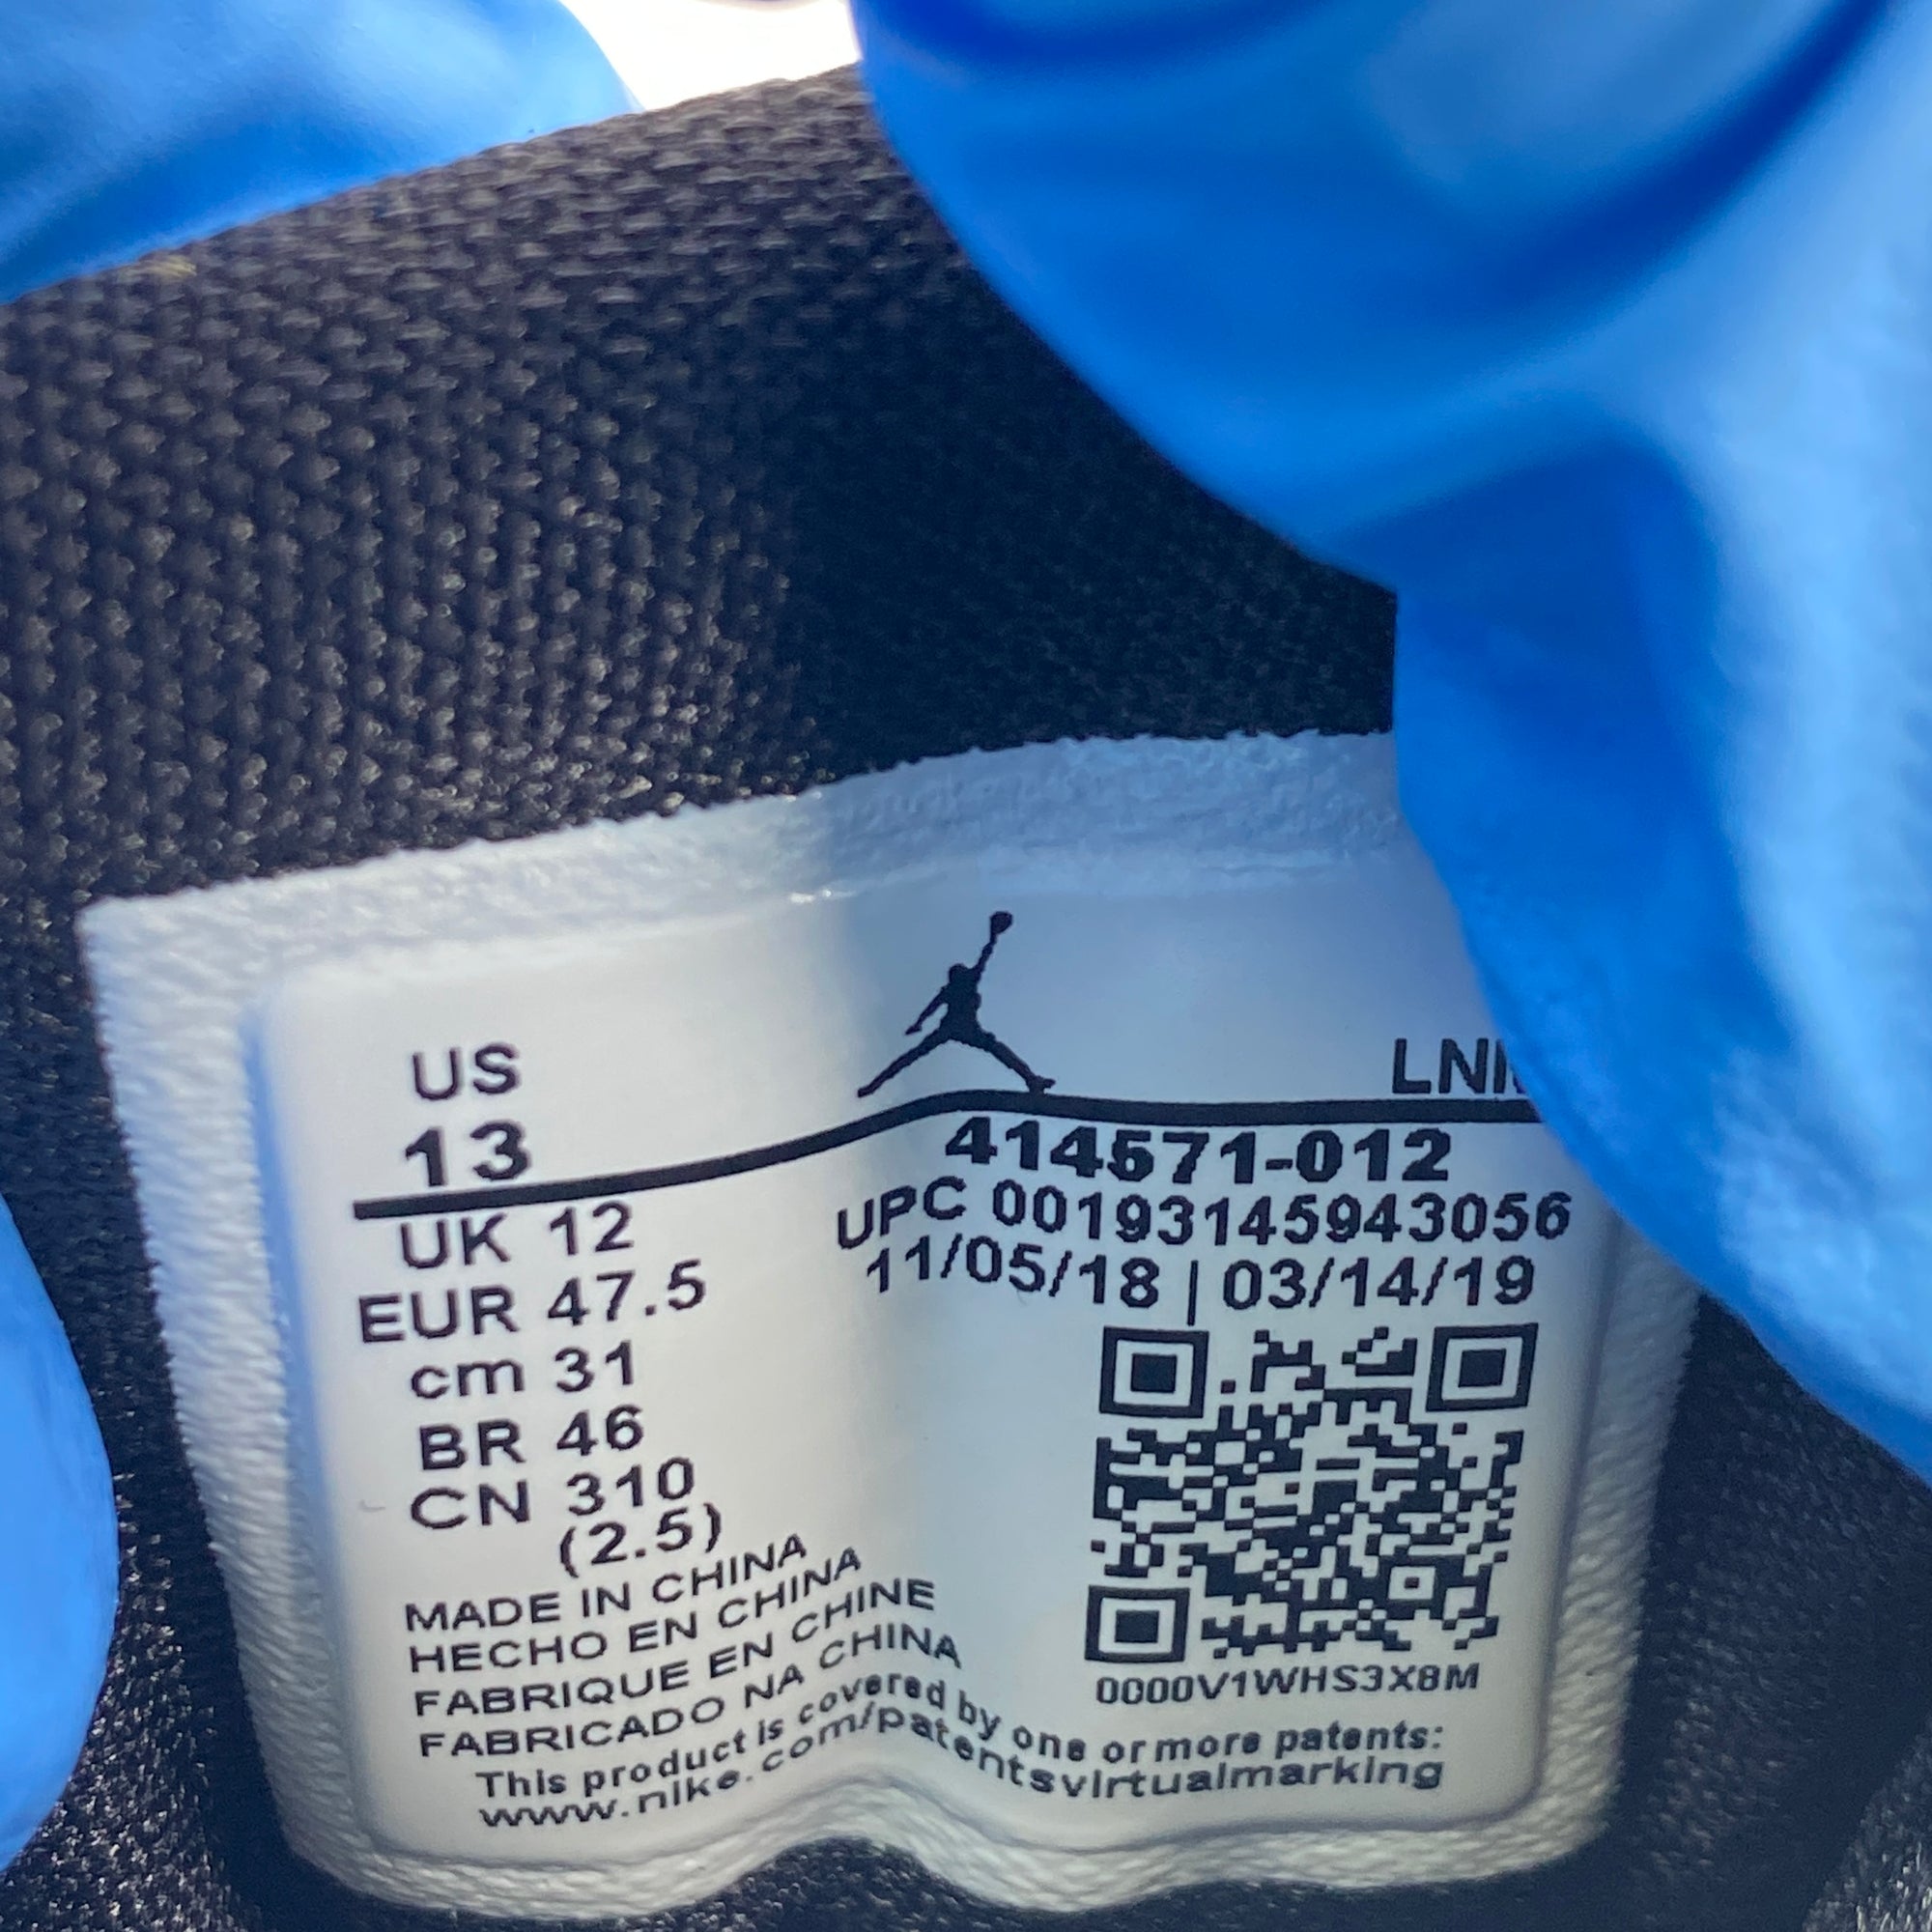 US
13
UK 12
EUR 47.5
cm 31
BR 46
CN 310
(2.5)
MADE IN CHINA
HECHO EN CHINA
FABRIQUE EN CHINE
FABRICADO NA CHINA
414571-012
UPC 00193145943056
11/05/18 | 03/14/19
0000V1WHS3X8M
This product is covered by one or more patents:
www.nike.com/patentsvirtualmarking